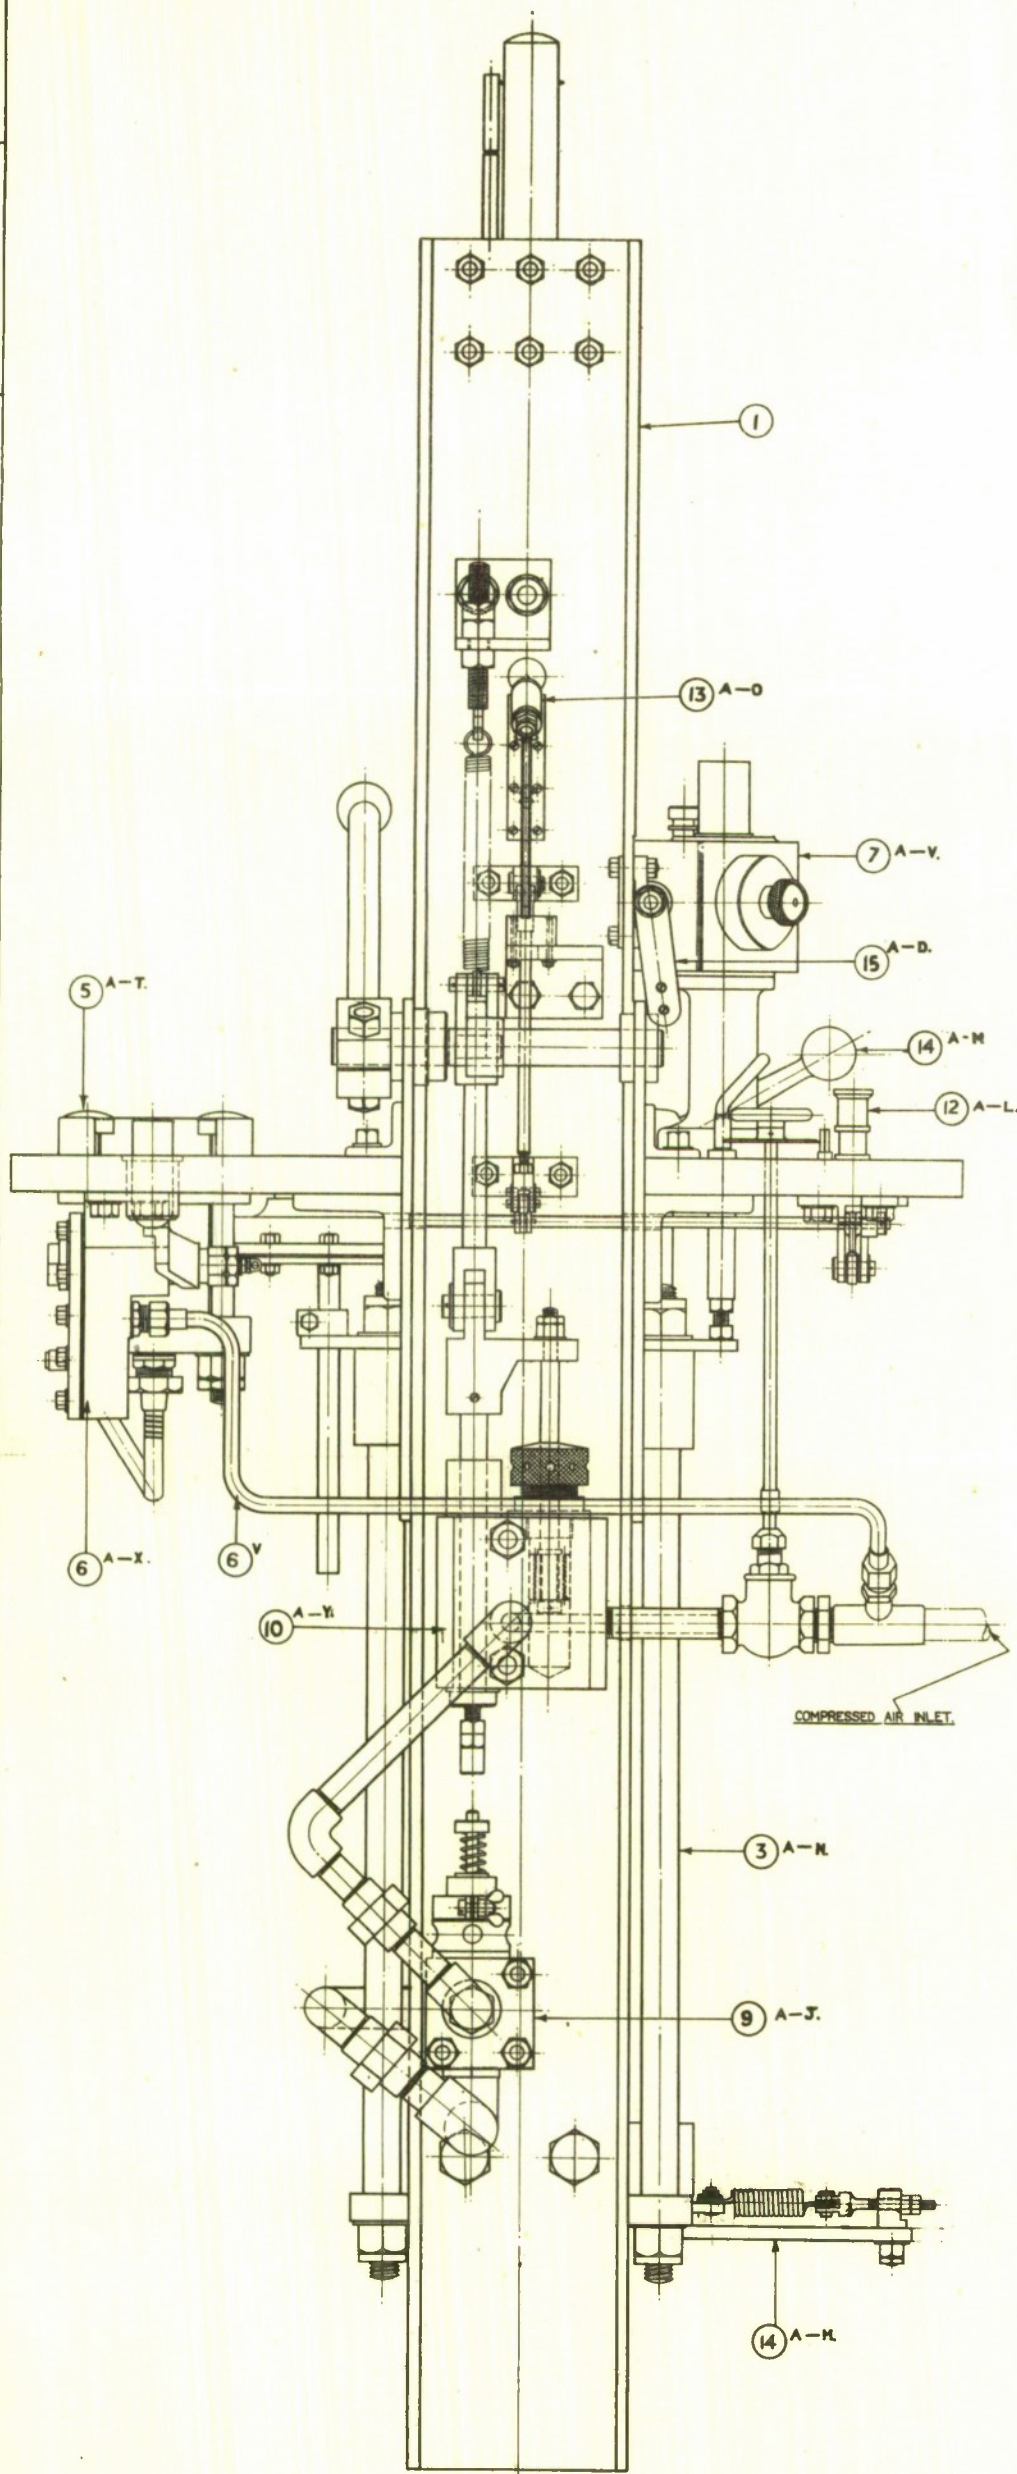 1
13 A—O
7 A—V.
15 A—D.
5 A—T.
14 A—M
12 A—L.
6 A—X.
6 V
10 A—Y.
COMPRESSED AIR INLET.
3 A—N.
9 A—J.
14 A—M.